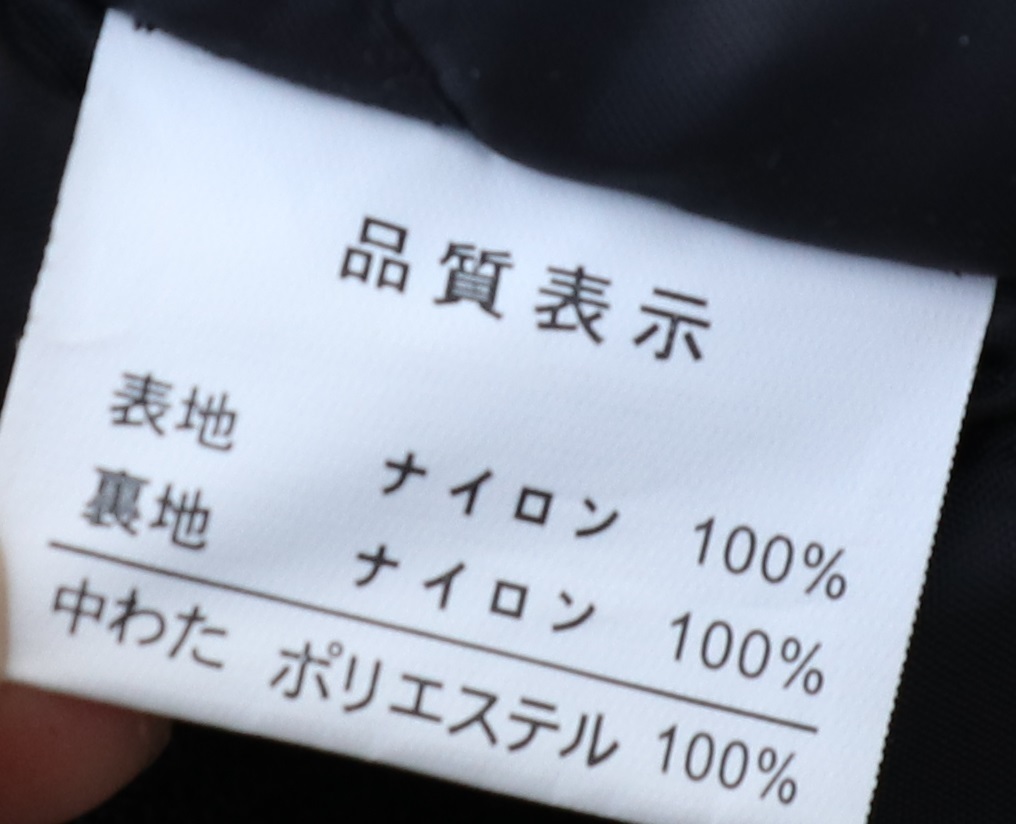 品質表示
表地 ナイロン 100%
裏地 ナイロン 100%
中わた ポリエステル 100%